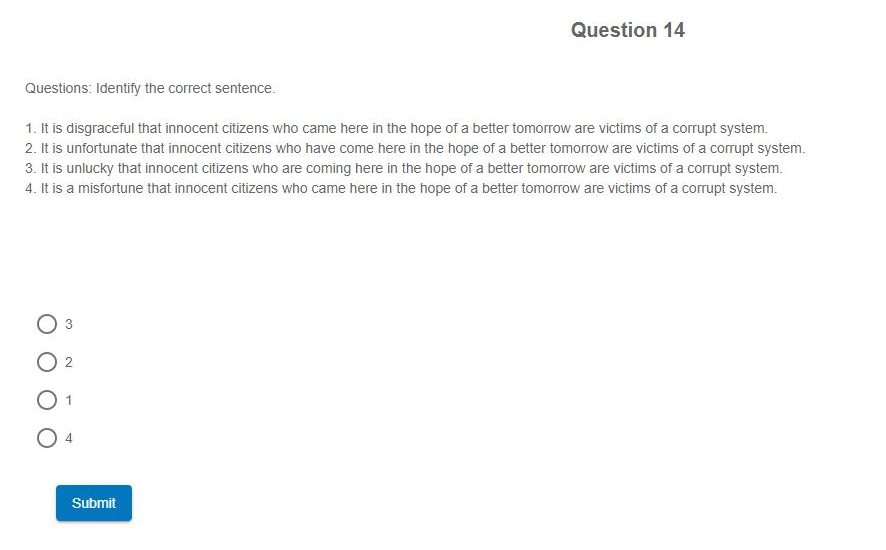 Question 14
Questions: Identify the correct sentence.
1. It is disgraceful that innocent citizens who came here in the hope of a better tomorrow are victims of a corrupt system.
2. It is unfortunate that innocent citizens who have come here in the hope of a better tomorrow are victims of a corrupt system.
3. It is unlucky that innocent citizens who are coming here in the hope of a better tomorrow are victims of a corrupt system.
4. It is a misfortune that innocent citizens who came here in the hope of a better tomorrow are victims of a corrupt system.
3
2
1
4
Submit